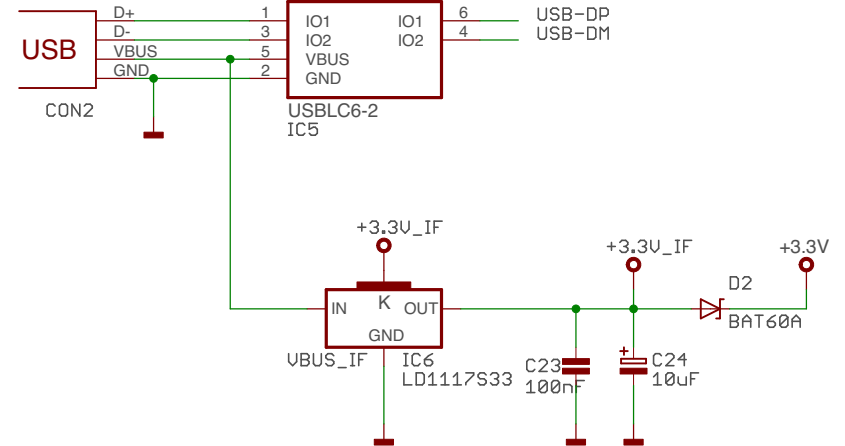 D+ 1 IO1 IO1 6 USB-DP
D- 3 IO2 IO2 4 USB-DM
USB
VBUS 5 VBUS
GND 2 GND
CON2
USBLC6-2
IC5
+3.3V_IF
+3.3V_IF
+3.3V
K
IN OUT
GND
D2
BAT60A
VBUS_IF
IC6
LD1117S33
C23
100nF
+
C24
10uF